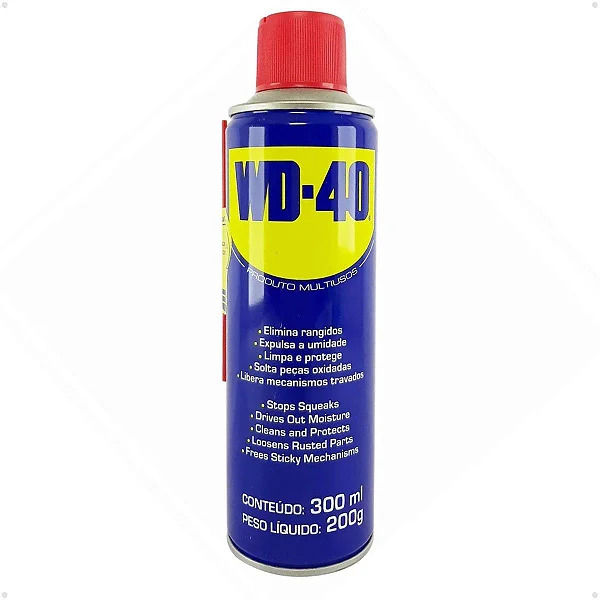 WD-40
PRODUTO MULTIUSOS
• Elimina rangidos
• Expulsa a umidade
• Limpa e protege
• Solta peças oxidadas
• Libera mecanismos travados
• Stops Squeaks
• Drives Out Moisture
• Cleans and Protects
• Loosens Rusted Parts
• Frees Sticky Mechanisms
CONTEÚDO: 300 ml
PESO LÍQUIDO: 200g